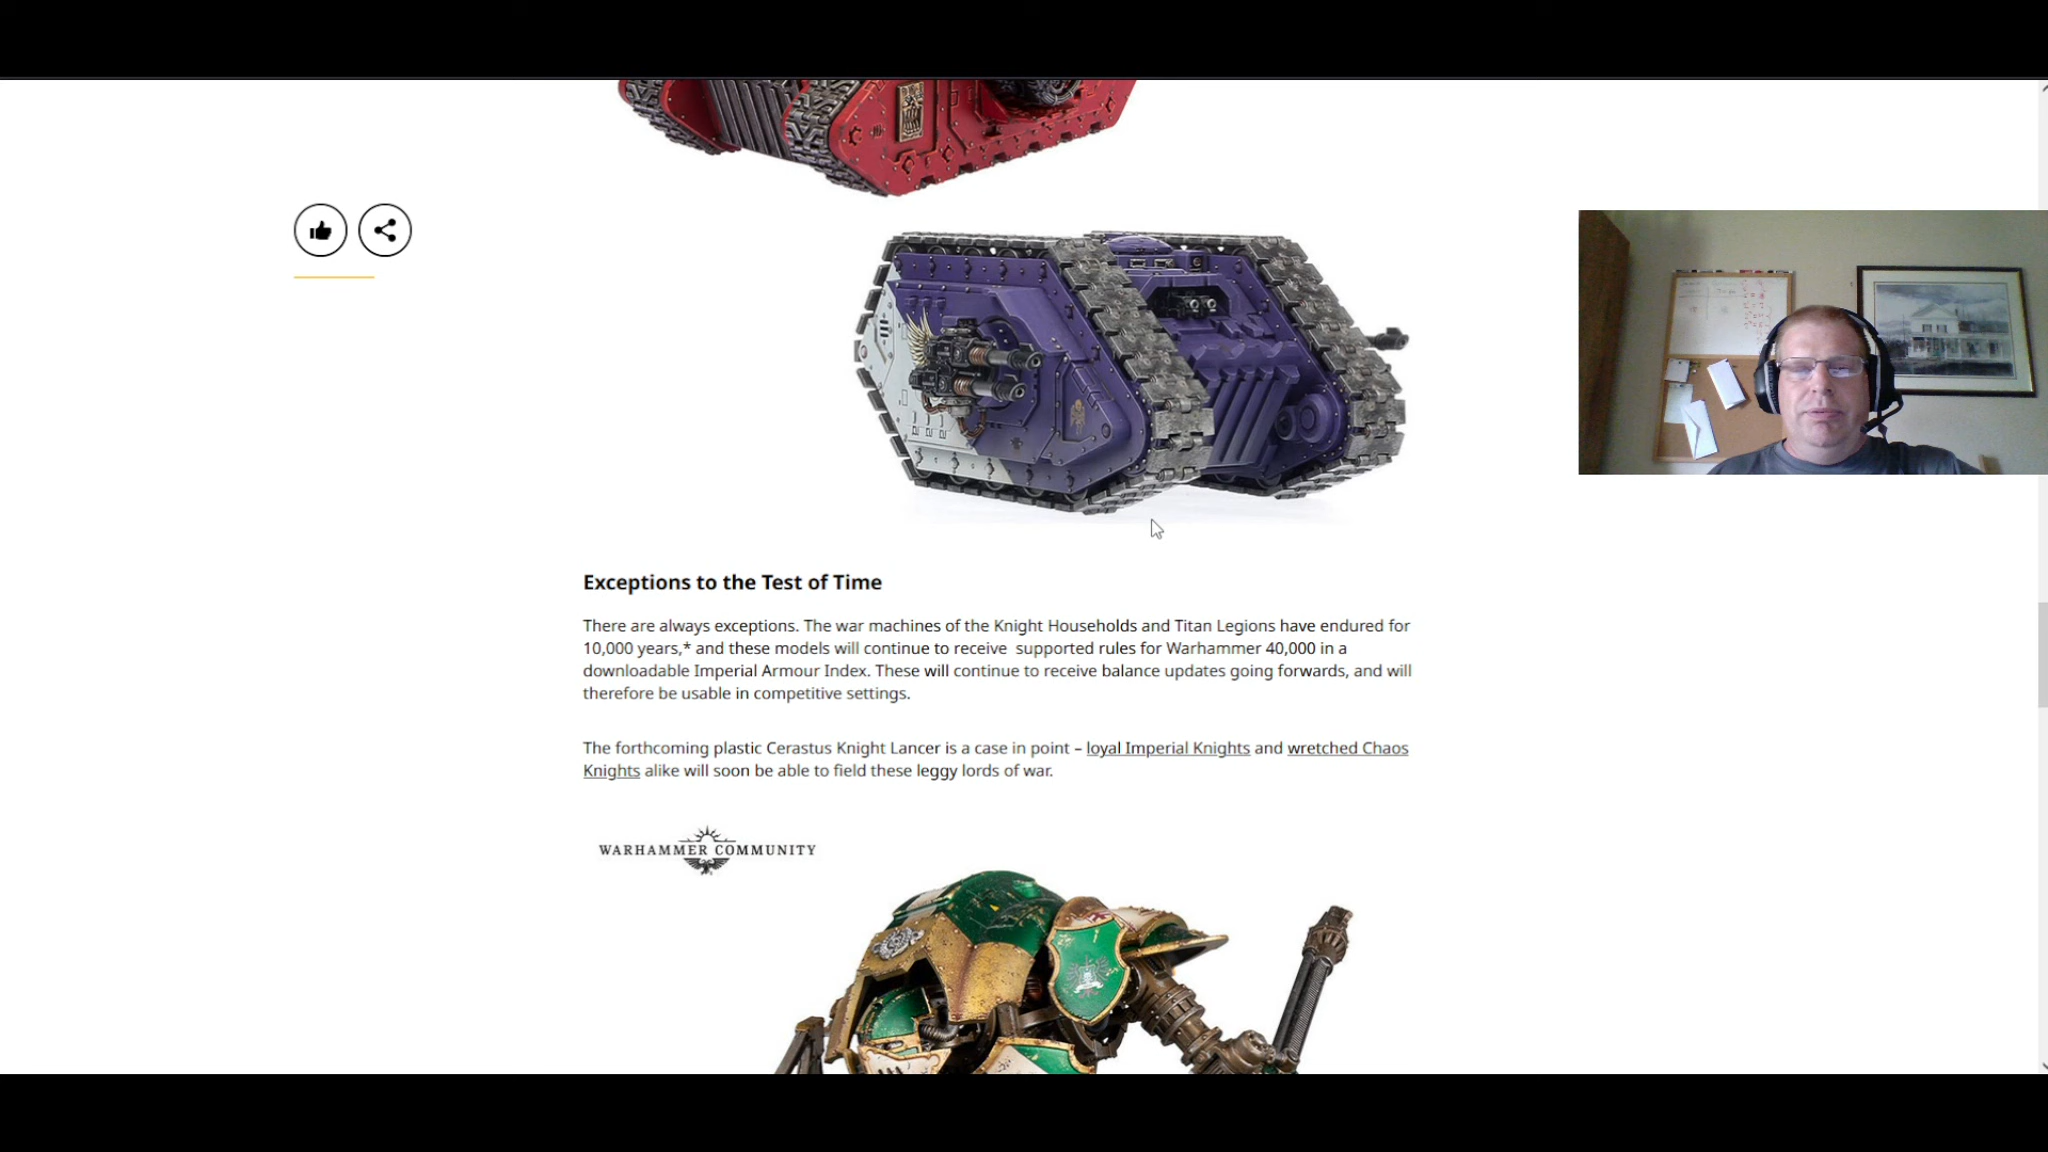 Exceptions to the Test of Time
There are always exceptions. The war machines of the Knight Households and Titan Legions have endured for
10,000 years,* and these models will continue to receive supported rules for Warhammer 40,000 in a
downloadable Imperial Armour Index. These will continue to receive balance updates going forwards, and will
therefore be usable in competitive settings.
The forthcoming plastic Cerastus Knight Lancer is a case in point – loyal Imperial Knights and wretched Chaos
Knights alike will soon be able to field these leggy lords of war.
WARHAMMER COMMUNITY